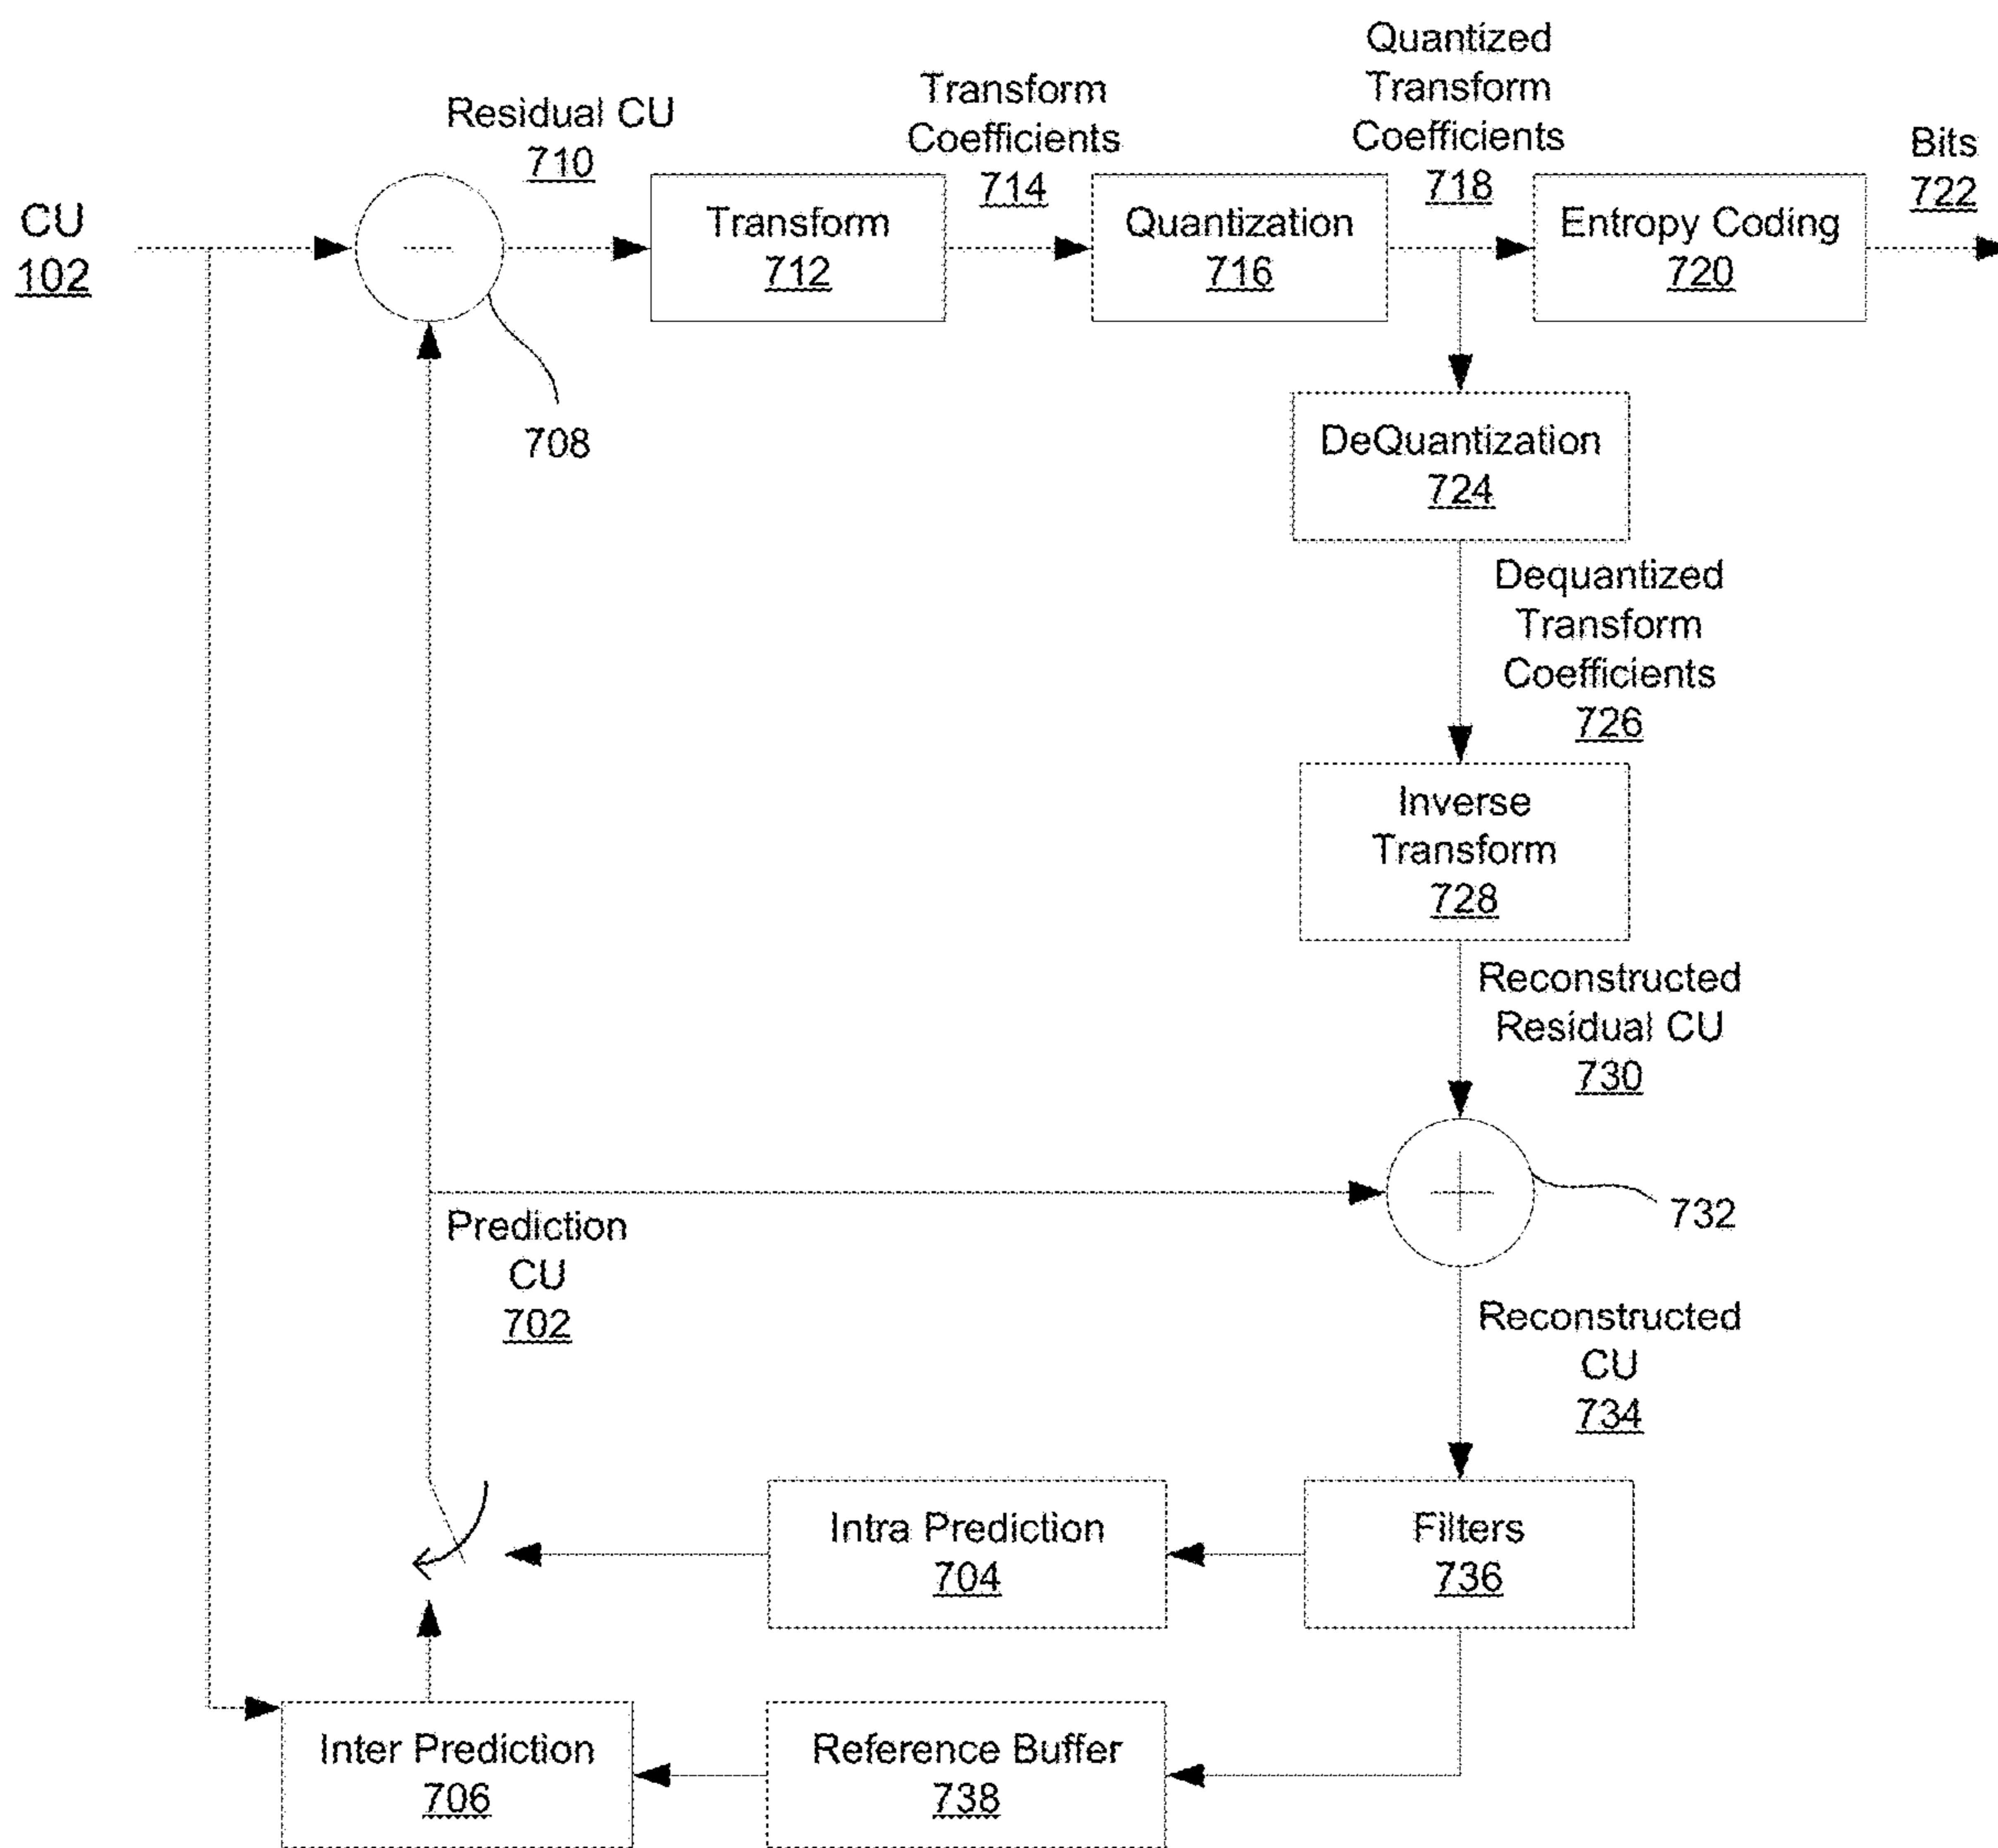 CU
102
Residual CU
710
708
Transform
712
Transform
Coefficients
714
Quantization
716
Quantized
Transform
Coefficients
718
Entropy Coding
720
Bits
722
DeQuantization
724
Dequantized
Transform
Coefficients
726
Inverse
Transform
728
Reconstructed
Residual CU
730
732
Prediction
CU
702
Reconstructed
CU
734
Intra Prediction
704
Filters
736
Inter Prediction
706
Reference Buffer
738